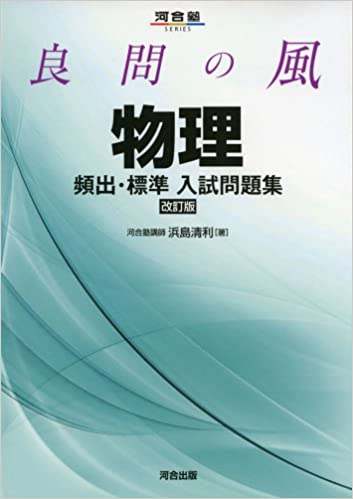 河合塾
SERIES
良問の風
物理
頻出・標準 入試問題集
改訂版
河合塾講師 浜島清利[著]
河合出版